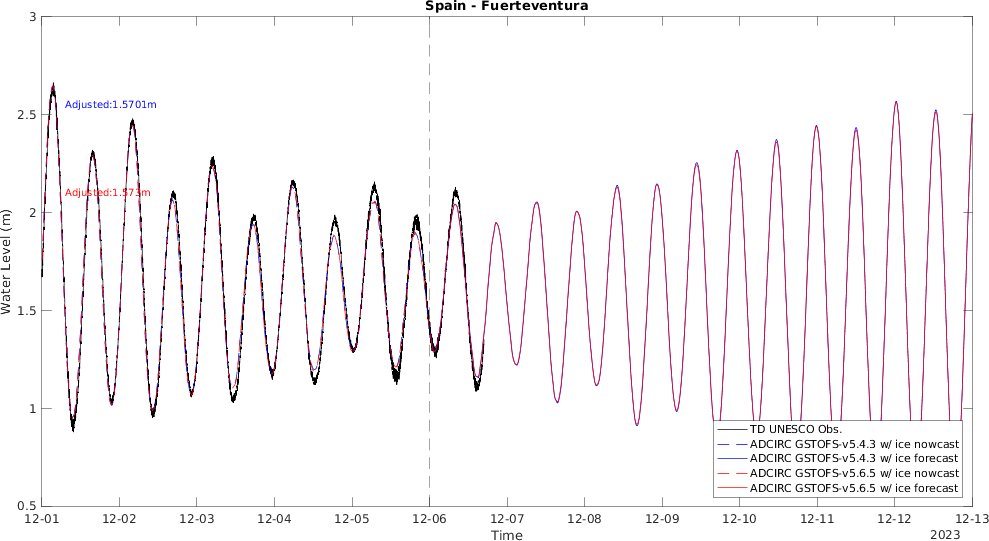 Spain - Fuerteventura
3
2.5
2
1.5
1
0.5
Water Level (m)
Adjusted:1.5701m
Adjusted:1.573m
TD UNESCO Obs.
ADCIRC GSTOFS-v5.4.3 w/ ice nowcast
ADCIRC GSTOFS-v5.4.3 w/ ice forecast
ADCIRC GSTOFS-v5.6.5 w/ ice nowcast
ADCIRC GSTOFS-v5.6.5 w/ ice forecast
12-01 12-02 12-03 12-04 12-05 12-06 12-07 12-08 12-09 12-10 12-11 12-12 12-13
Time
2023